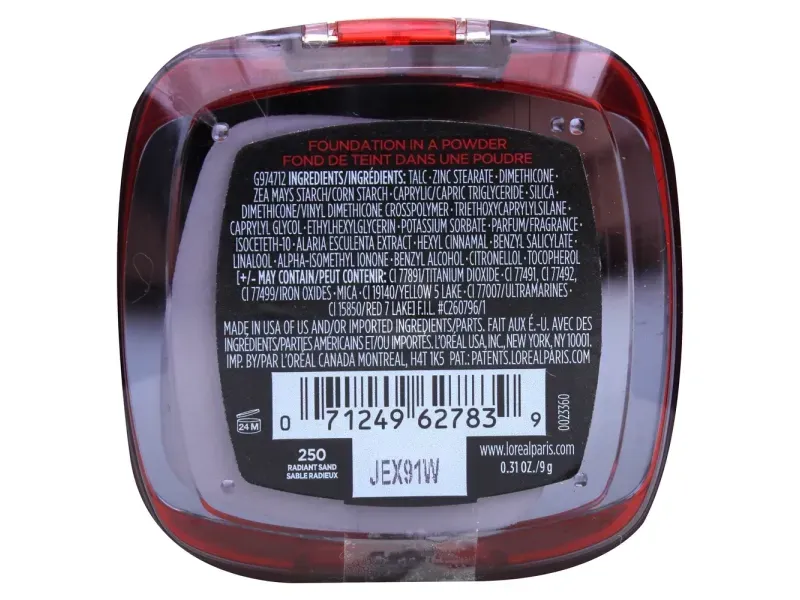 FOUNDATION IN A POWDER
FOND DE TEINT DANS UNE POUDRE
G974712 INGREDIENTS/INGRÉDIENTS: TALC · ZINC STEARATE · DIMETHICONE ·
ZEA MAYS STARCH/CORN STARCH · CAPRYLIC/CAPRIC TRIGLYCERIDE · SILICA ·
DIMETHICONE/VINYL DIMETHICONE CROSSPOLYMER · TRIETHOXYCAPRYLYLSILANE ·
CAPRYLYL GLYCOL · ETHYLHEXYLGLYCERIN · POTASSIUM SORBATE · PARFUM/FRAGRANCE ·
ISOCETETH-10 · ALARIA ESCULENTA EXTRACT · HEXYL CINNAMAL · BENZYL SALICYLATE ·
LINALOOL · ALPHA-ISOMETHYL IONONE · BENZYL ALCOHOL · CITRONELLOL · TOCOPHEROL
[+/- MAY CONTAIN/PEUT CONTENIR: CI 77891/TITANIUM DIOXIDE · CI 77491, CI 77492,
CI 77499/IRON OXIDES · MICA · CI 19140/YELLOW 5 LAKE · CI 77007/ULTRAMARINES ·
CI 15850/RED 7 LAKE] F.I.L. #C260796/1
MADE IN USA OF US AND/OR IMPORTED INGREDIENTS/PARTS. FAIT AUX É.-U. AVEC DES
INGRÉDIENTS/PARTIES AMÉRICAINS ET/OU IMPORTÉS. L'ORÉAL USA, INC., NEW YORK, NY 10001.
IMP. BY/PAR L'ORÉAL CANADA MONTREAL, H4T 1K5 PAT.: PATENTS.LOREALPARIS.COM
0 71249 62783 9
0023360
24 M
250
RADIANT SAND
SABLE RADIEUX
JEX91W
www.lorealparis.com
0.31 OZ./9 g